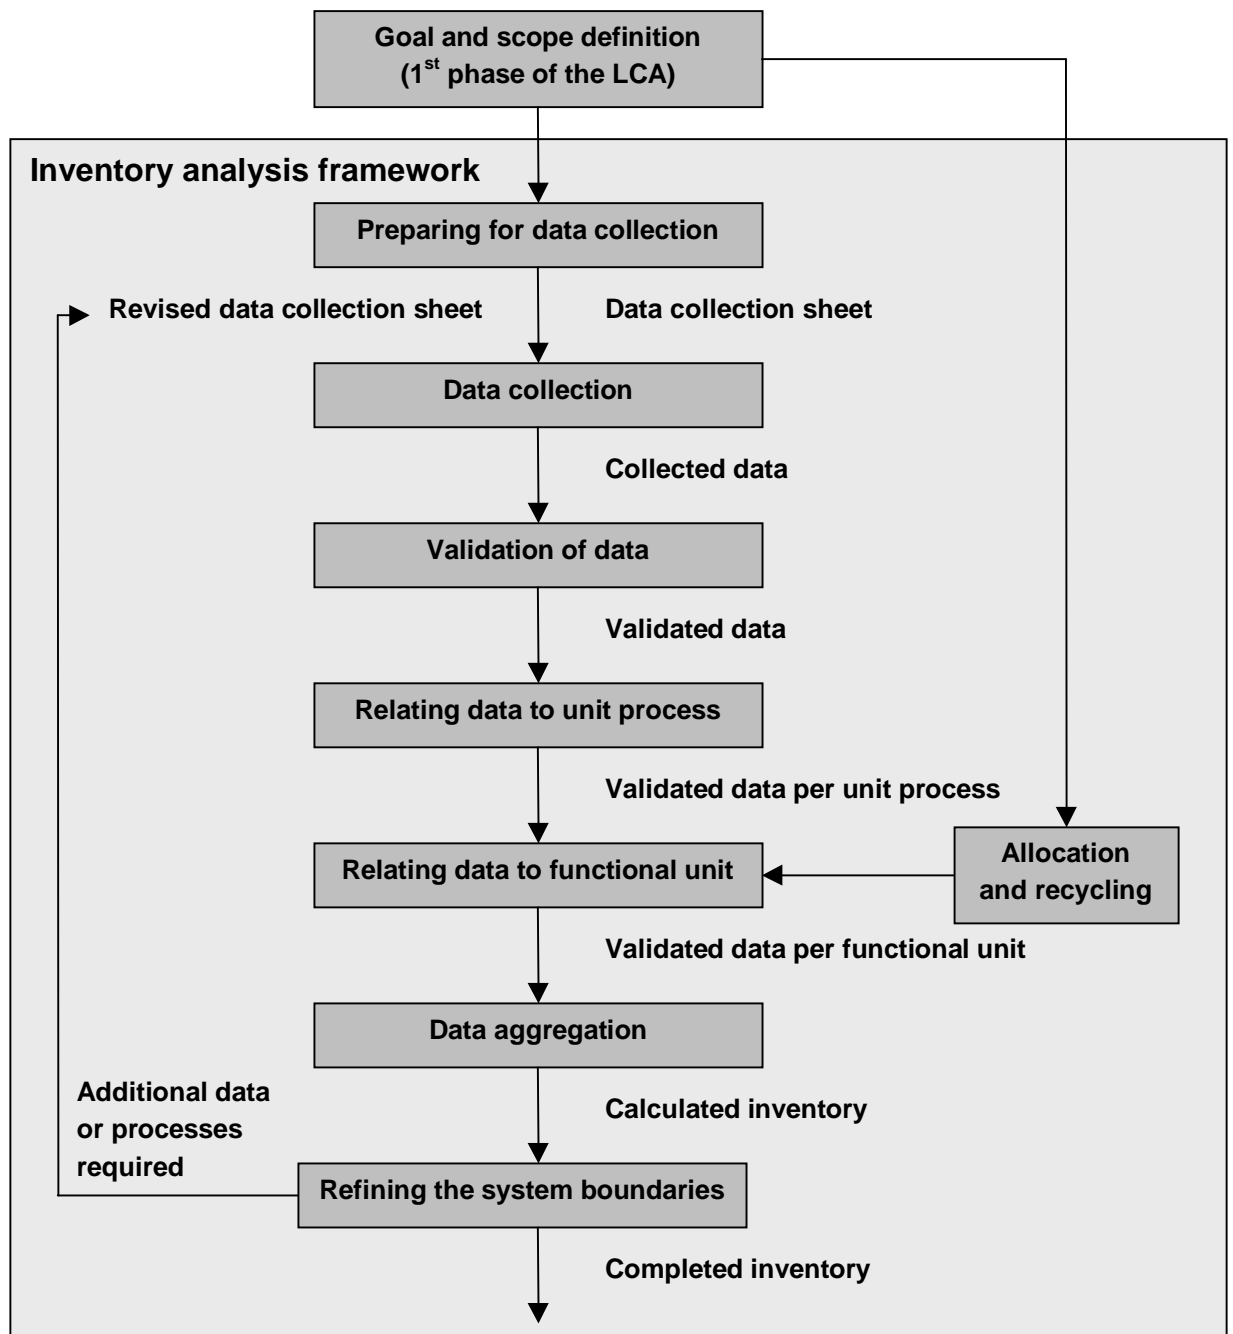 Goal and scope definition
(1st phase of the LCA)
Inventory analysis framework
Preparing for data collection
Revised data collection sheet
Data collection sheet
Data collection
Collected data
Validation of data
Validated data
Relating data to unit process
Validated data per unit process
Relating data to functional unit
Allocation
and recycling
Validated data per functional unit
Data aggregation
Additional data
or processes
required
Calculated inventory
Refining the system boundaries
Completed inventory